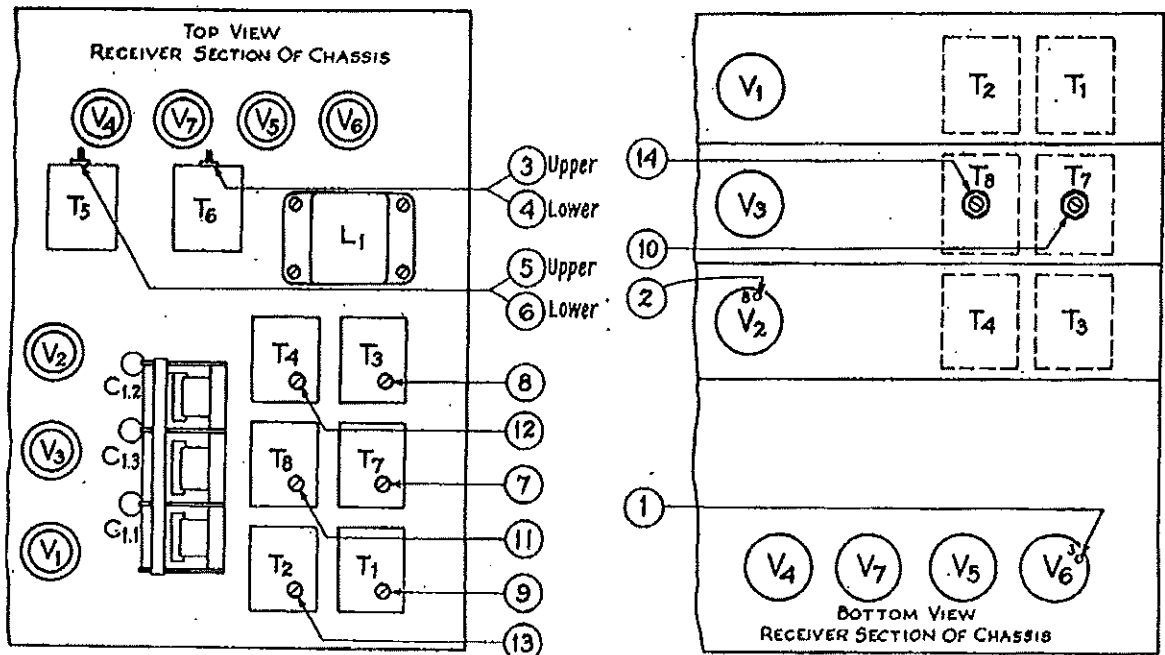 TOP VIEW
RECEIVER SECTION OF CHASSIS
V4 V7 V5 V6
T5 T6 L1
3 Upper
4 Lower
5 Upper
6 Lower
V2 T4 T3
C1.2
8
12
V3 T8 T7
C1.3
7
11
V1 T2 T1
C1.1
9
13
V1 T2 T1
14
V3 T8 T7
10
2
8
V2 T4 T3
1
3
V4 V7 V5 V6
BOTTOM VIEW
RECEIVER SECTION OF CHASSIS